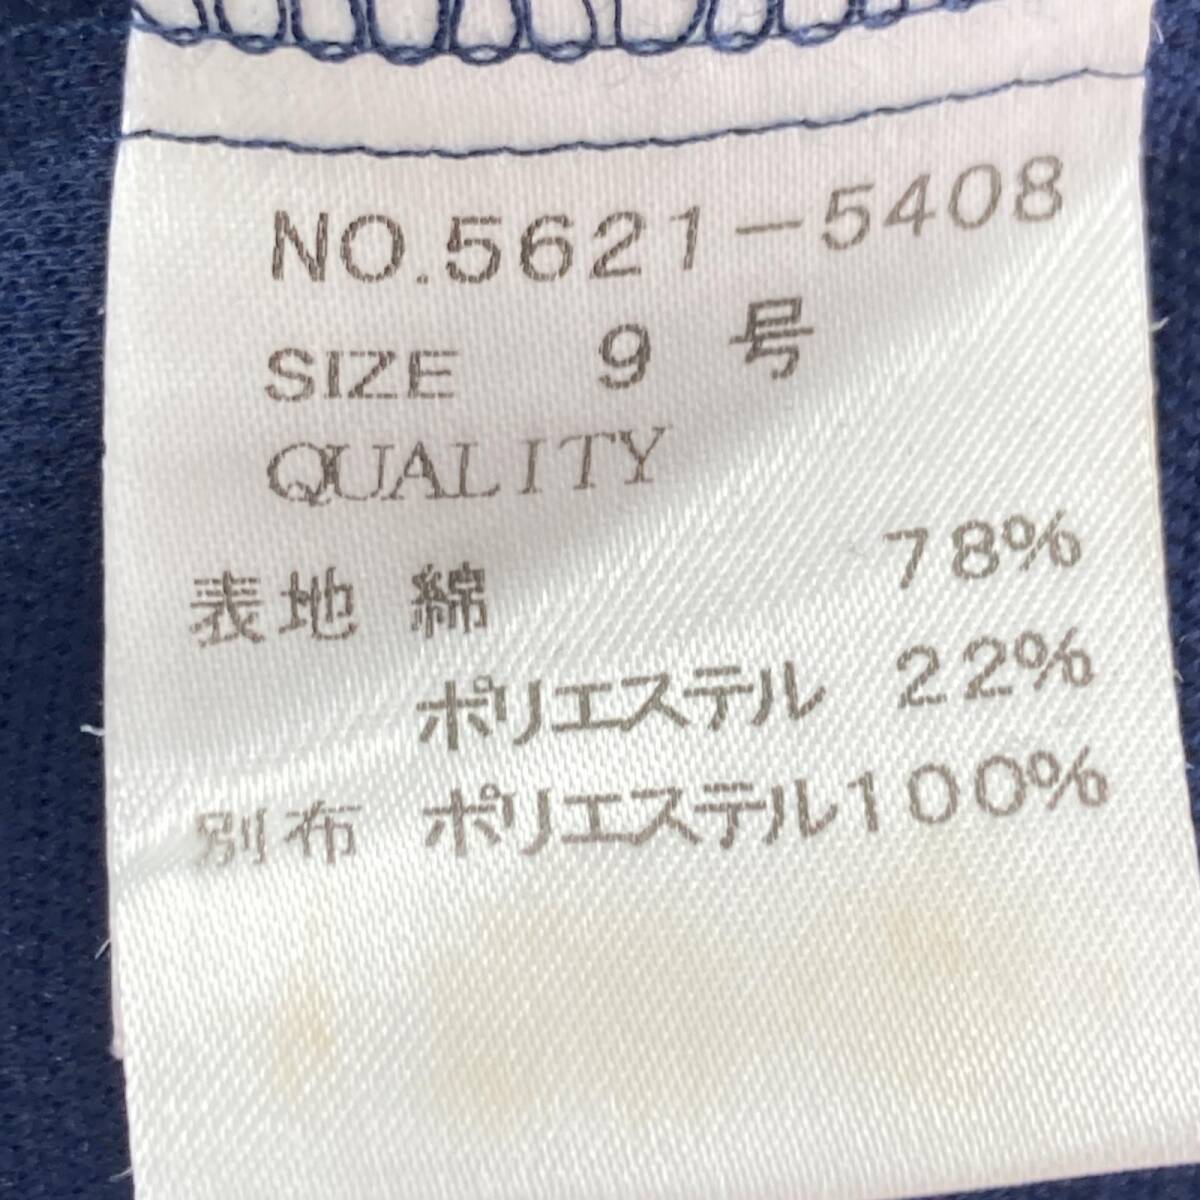 NO.5621-5408
SIZE 9 号
QUALITY
表地 綿 78%
ポリエステル 22%
別布 ポリエステル100%